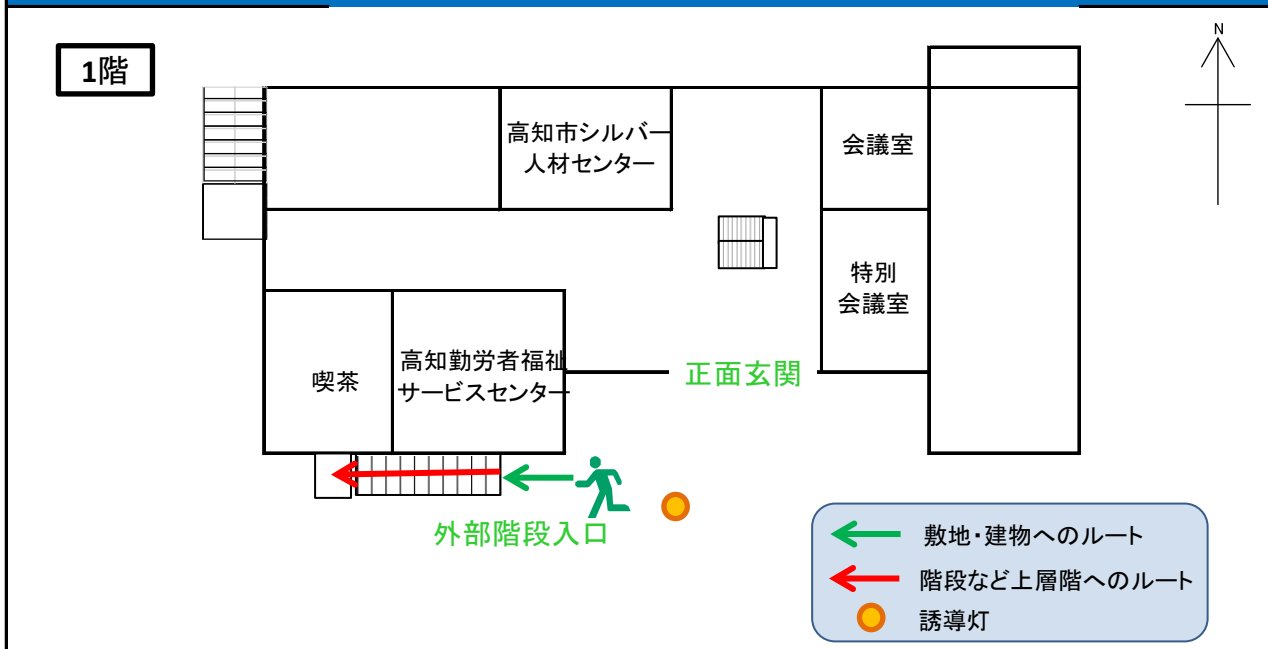 1階
N
高知市シルバー
人材センター
会議室
特別
会議室
喫茶
高知勤労者福祉
サービスセンター
正面玄関
外部階段入口
敷地・建物へのルート
階段など上層階へのルート
誘導灯